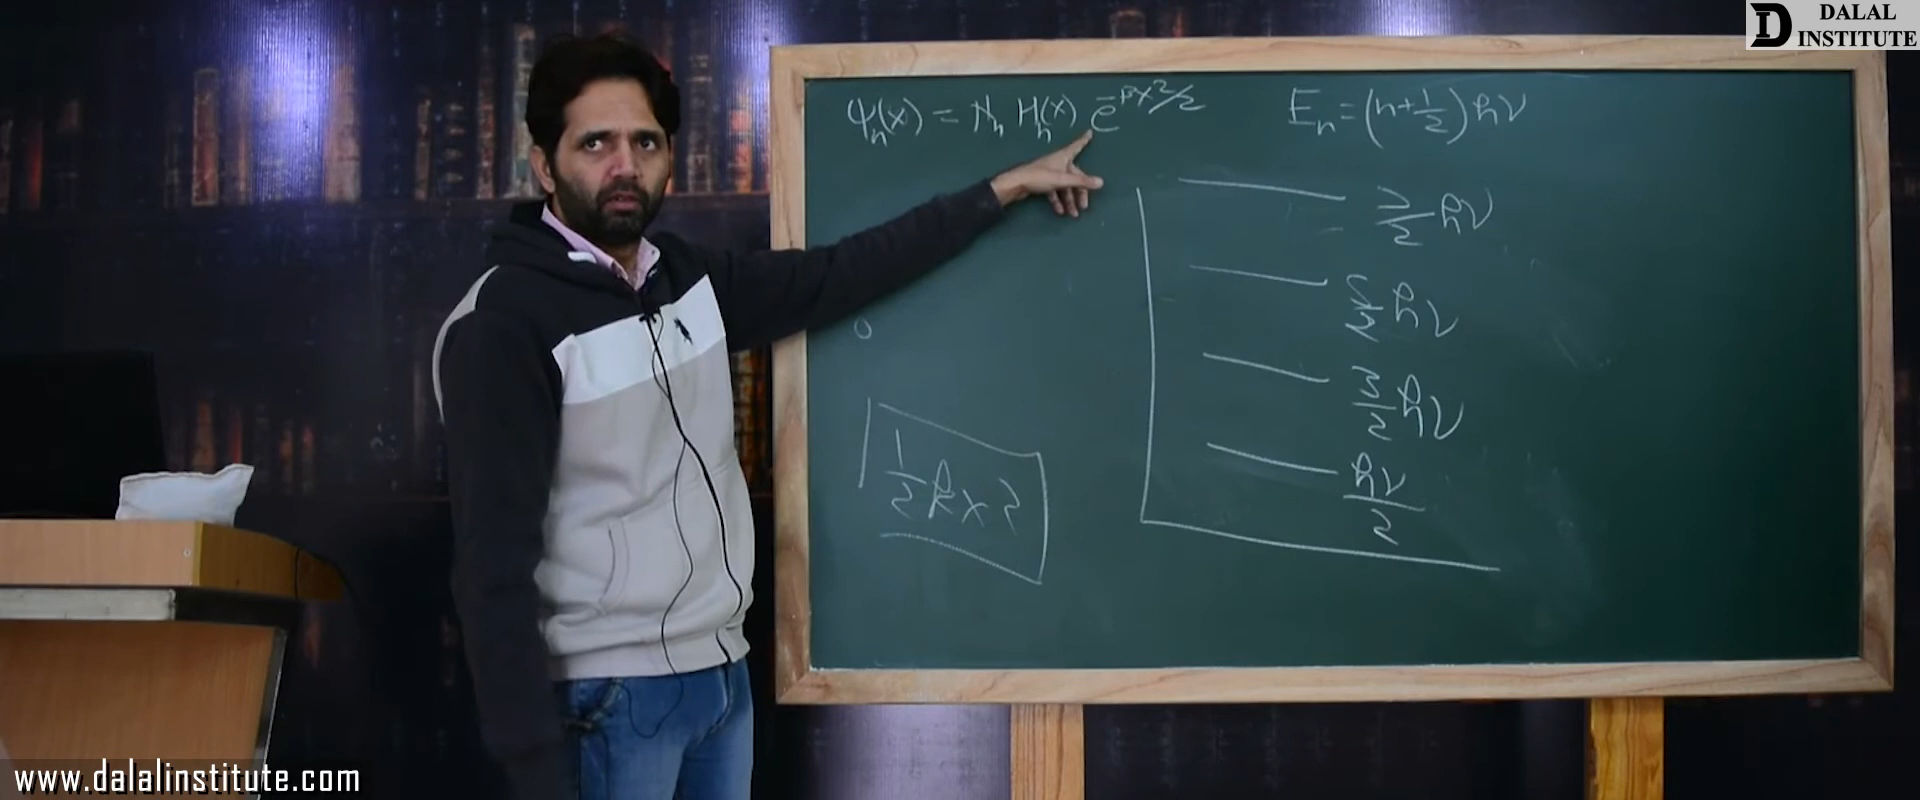 DALAL
INSTITUTE
ψₙ(x) = Nₙ Hₙ(x) e^{-βx²/2}
Eₙ = (n + 1/2) hν
7/2 hν
5/2 hν
3/2 hν
hν/2
0
1/2 kx²
www.dalalinstitute.com